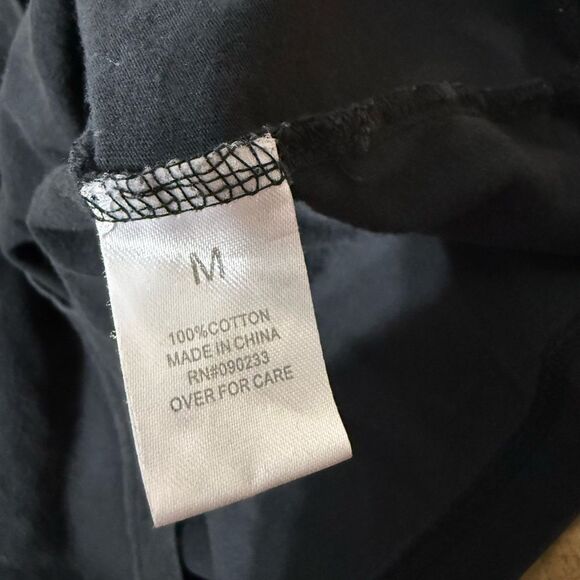 M
100%COTTON
MADE IN CHINA
RN#090233
OVER FOR CARE